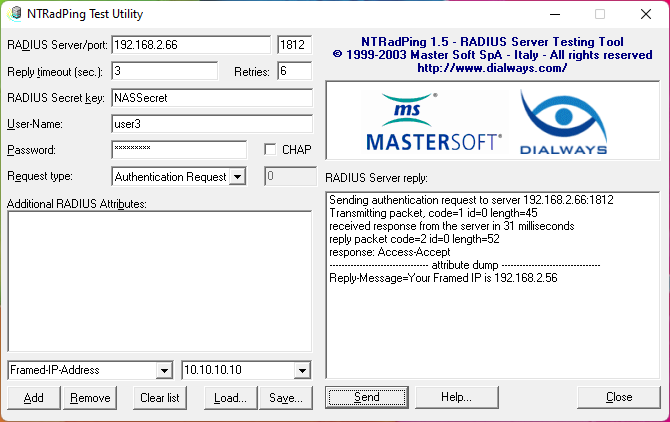 NTRadPing Test Utility
RADIUS Server/port: 192.168.2.66 1812
Reply timeout (sec.): 3 Retries: 6
RADIUS Secret key: NASSecret
User-Name: user3
Password: ********* CHAP
Request type: Authentication Request 0
Additional RADIUS Attributes:
Framed-IP-Address 10.10.10.10
Add Remove Clear list Load... Save...
NTRadPing 1.5 - RADIUS Server Testing Tool
© 1999-2003 Master Soft SpA - Italy - All rights reserved
http://www.dialways.com/
ms
MASTERSOFT®
DIALWAYS
RADIUS Server reply:
Sending authentication request to server 192.168.2.66:1812
Transmitting packet, code=1 id=0 length=45
received response from the server in 31 milliseconds
reply packet code=2 id=0 length=52
response: Access-Accept
--------------------------------- attribute dump ---------------------------------
Reply-Message=Your Framed IP is 192.168.2.56
Send Help... Close